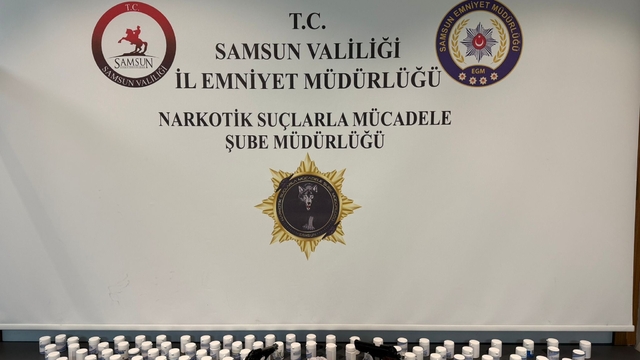 T.C.
SAMSUN VALİLİĞİ
İL EMNİYET MÜDÜRLÜĞÜ
NARKOTİK SUÇLARLA MÜCADELE
ŞUBE MÜDÜRLÜĞÜ
T.C.
SAMSUN
SAMSUN VALİLİĞİ
SAMSUN EMNİYET MÜDÜRLÜĞÜ
EGM